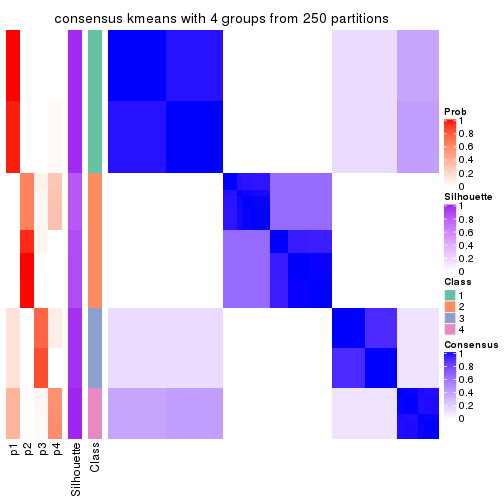 consensus kmeans with 4 groups from 250 partitions
Prob
1
0.8
0.6
0.4
0.2
0
Silhouette
1
0.8
0.6
0.4
0.2
0
Class
1
2
3
4
Consensus
1
0.8
0.6
0.4
0.2
0
p1
p2
p3
p4
Silhouette
Class